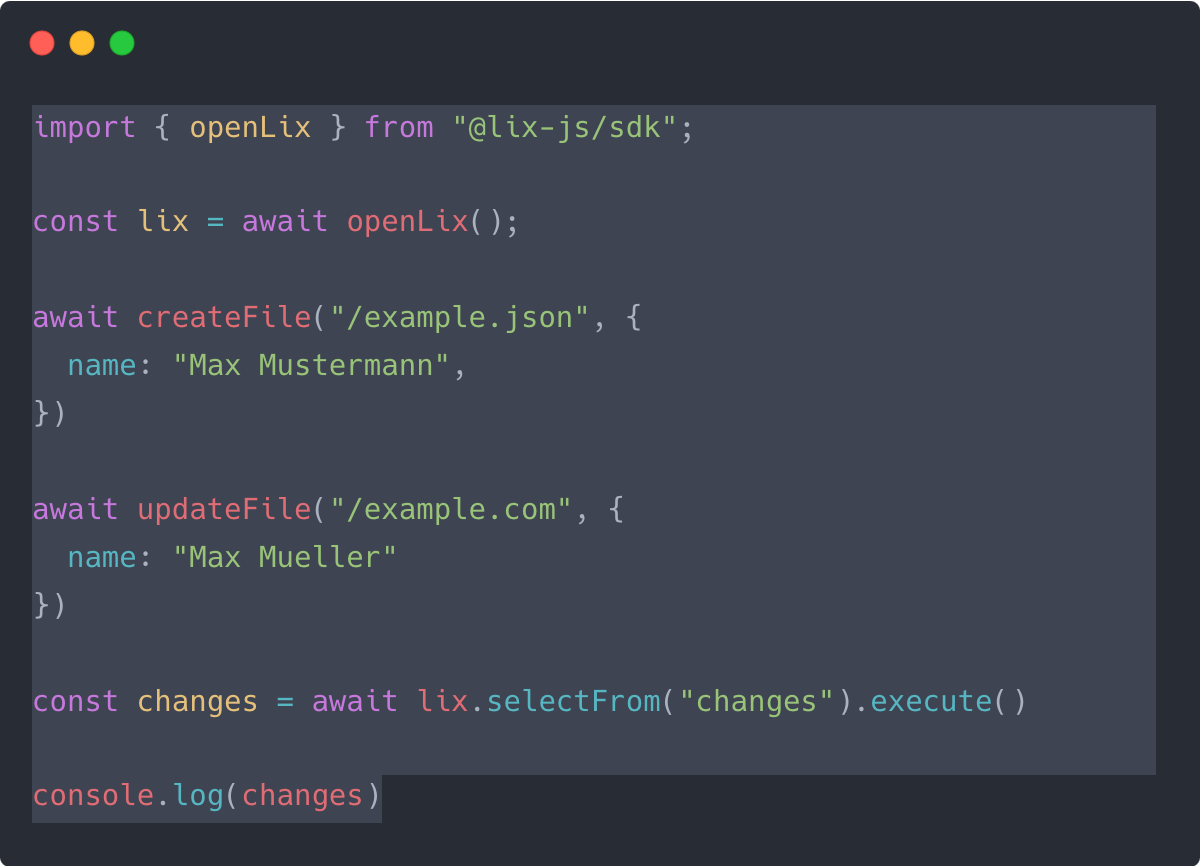 import { openLix } from "@lix-js/sdk";
const lix = await openLix();
await createFile("/example.json", {
  name: "Max Mustermann",
})
await updateFile("/example.com", {
  name: "Max Mueller"
})
const changes = await lix.selectFrom("changes").execute()
console.log(changes)